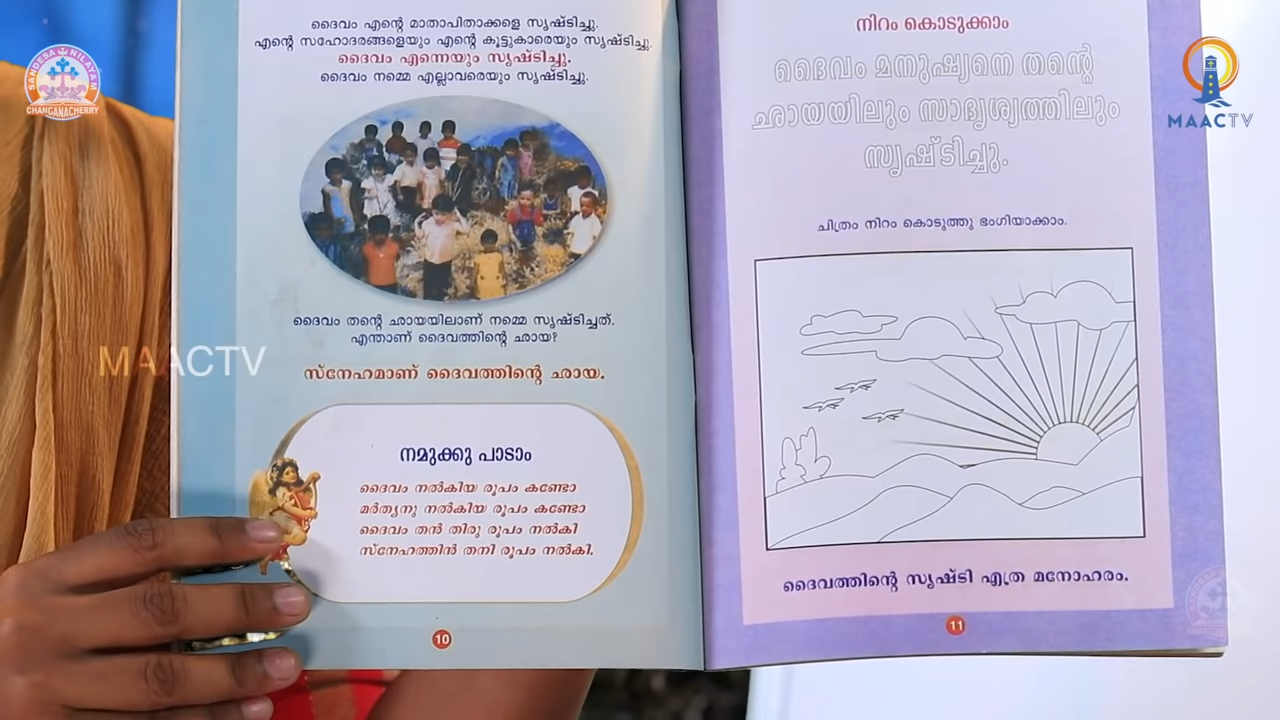 ദൈവം എന്റെ മാതാപിതാക്കളെ സൃഷ്ടിച്ചു.
എന്റെ സഹോദരങ്ങളെയും എന്റെ കൂട്ടുകാരെയും സൃഷ്ടിച്ചു.
ദൈവം എന്നെയും സൃഷ്ടിച്ചു.
ദൈവം നമ്മെ എല്ലാവരെയും സൃഷ്ടിച്ചു.
ദൈവം തന്റെ ഛായയിലാണ് നമ്മെ സൃഷ്ടിച്ചത്.
എന്താണ് ദൈവത്തിന്റെ ഛായ?
സ്നേഹമാണ് ദൈവത്തിന്റെ ഛായ.
നമുക്കു പാടാം
ദൈവം നൽകിയ രൂപം കണ്ടോ
മർത്യനു നൽകിയ രൂപം കണ്ടോ
ദൈവം തൻ തിരു രൂപം നൽകി
സ്നേഹത്തിൻ തനി രൂപം നൽകി.
10
നിറം കൊടുക്കാം
ദൈവം മനുഷ്യനെ തന്റെ
ഛായയിലും സാദൃശ്യത്തിലും
സൃഷ്ടിച്ചു.
ചിത്രം നിറം കൊടുത്തു ഭംഗിയാക്കാം.
ദൈവത്തിന്റെ സൃഷ്ടി എത്ര മനോഹരം.
11
SANDESA NILAYAM
CHANGANACHERRY
MAACTV
MAACTV